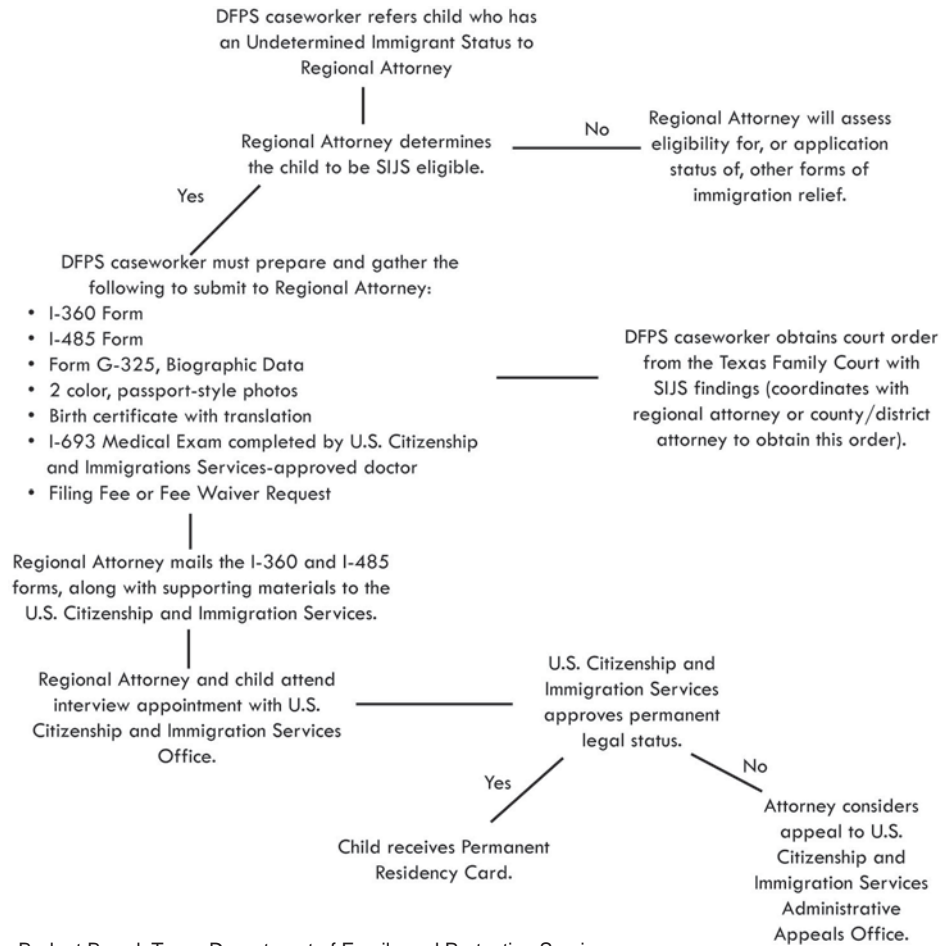 DFPS caseworker refers child who has
an Undetermined Immigrant Status to
Regional Attorney
Regional Attorney determines
the child to be SIJS eligible.
No
Regional Attorney will assess
eligibility for, or application
status of, other forms of
immigration relief.
Yes
DFPS caseworker must prepare and gather the
following to submit to Regional Attorney:
• I-360 Form
• I-485 Form
• Form G-325, Biographic Data
• 2 color, passport-style photos
• Birth certificate with translation
• I-693 Medical Exam completed by U.S. Citizenship
and Immigrations Services-approved doctor
• Filing Fee or Fee Waiver Request
DFPS caseworker obtains court order
from the Texas Family Court with
SIJS findings (coordinates with
regional attorney or county/district
attorney to obtain this order).
Regional Attorney mails the I-360 and I-485
forms, along with supporting materials to the
U.S. Citizenship and Immigration Services.
Regional Attorney and child attend
interview appointment with U.S.
Citizenship and Immigration Services
Office.
U.S. Citizenship and
Immigration Services
approves permanent
legal status.
Yes
No
Child receives Permanent
Residency Card.
Attorney considers
appeal to U.S.
Citizenship and
Immigration Services
Administrative
Appeals Office.